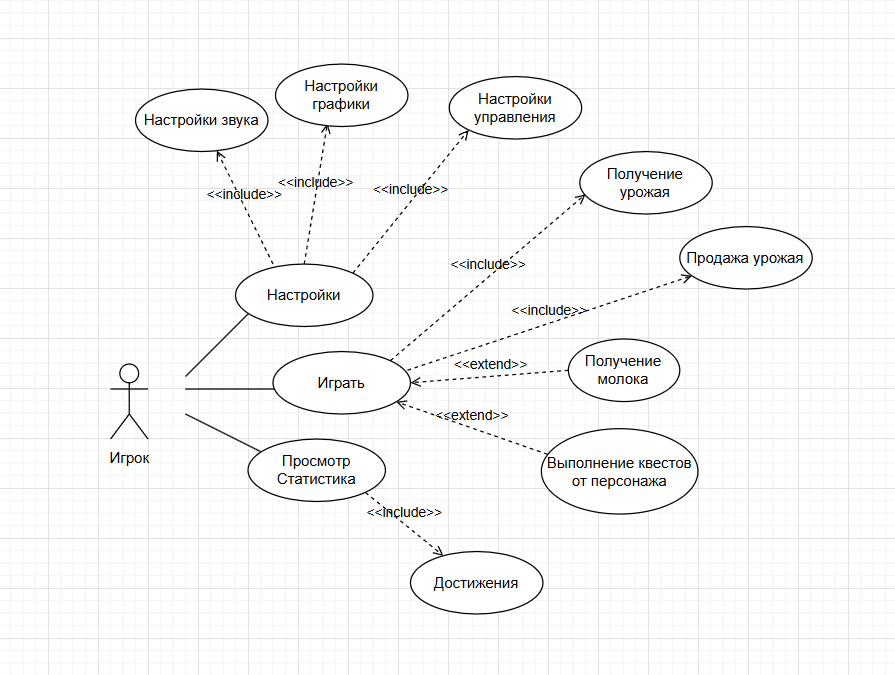 Настройки
графики
Настройки звука
Настройки
управления
<<include>>
<<include>>
<<include>>
Получение
урожая
Продажа урожая
<<include>>
Настройки
<<include>>
Получение
молока
<<extend>>
Играть
<<extend>>
Игрок
Просмотр
Статистика
Выполнение квестов
от персонажа
<<include>>
Достижения